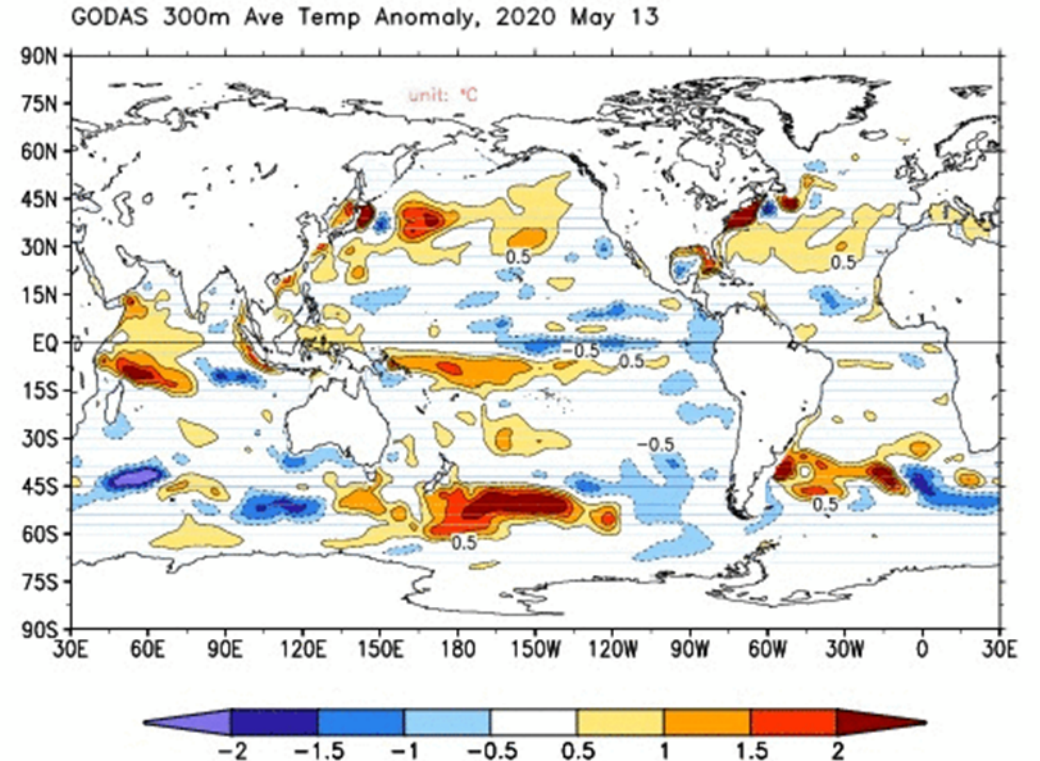 GODAS 300m Ave Temp Anomaly, 2020 May 13
90N
unit: °C
75N
60N
45N
30N
0.5
0.5
15N
EQ
-0.5
0.5
15S
30S
-0.5
45S
0.5
0.5
60S
75S
90S
30E 60E 90E 120E 150E 180 150W 120W 90W 60W 30W 0 30E
-2 -1.5 -1 -0.5 0.5 1 1.5 2